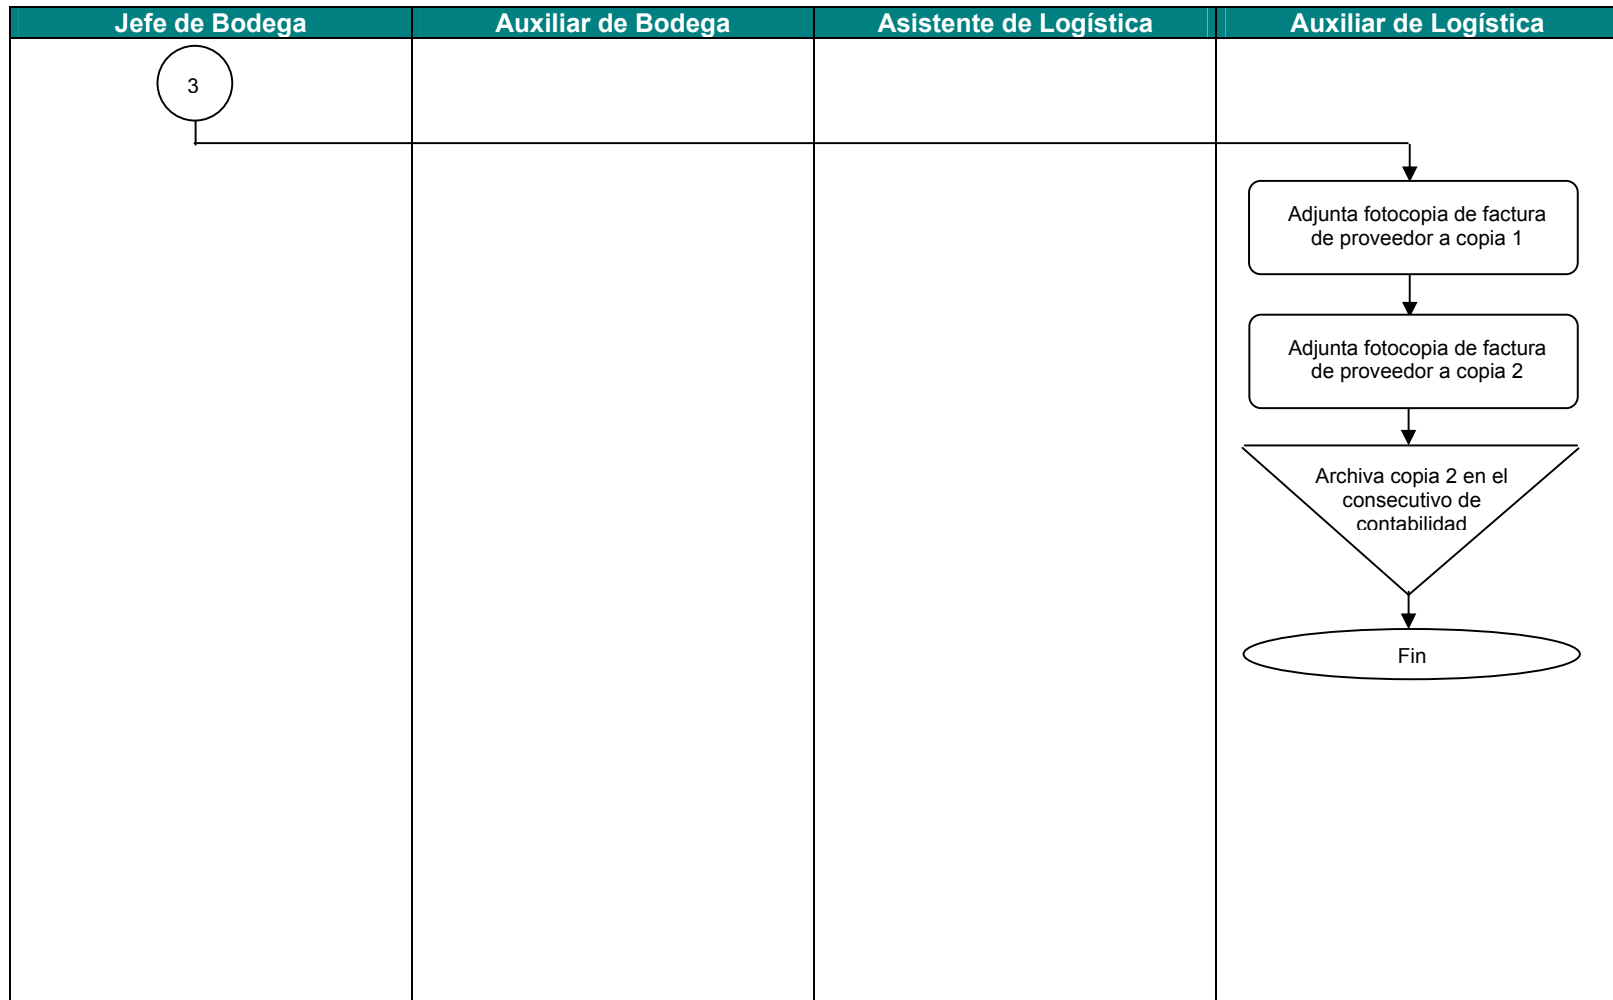 Jefe de Bodega
Auxiliar de Bodega
Asistente de Logística
Auxiliar de Logística
3
Adjunta fotocopia de factura
de proveedor a copia 1
Adjunta fotocopia de factura
de proveedor a copia 2
Archiva copia 2 en el
consecutivo de
contabilidad
Fin